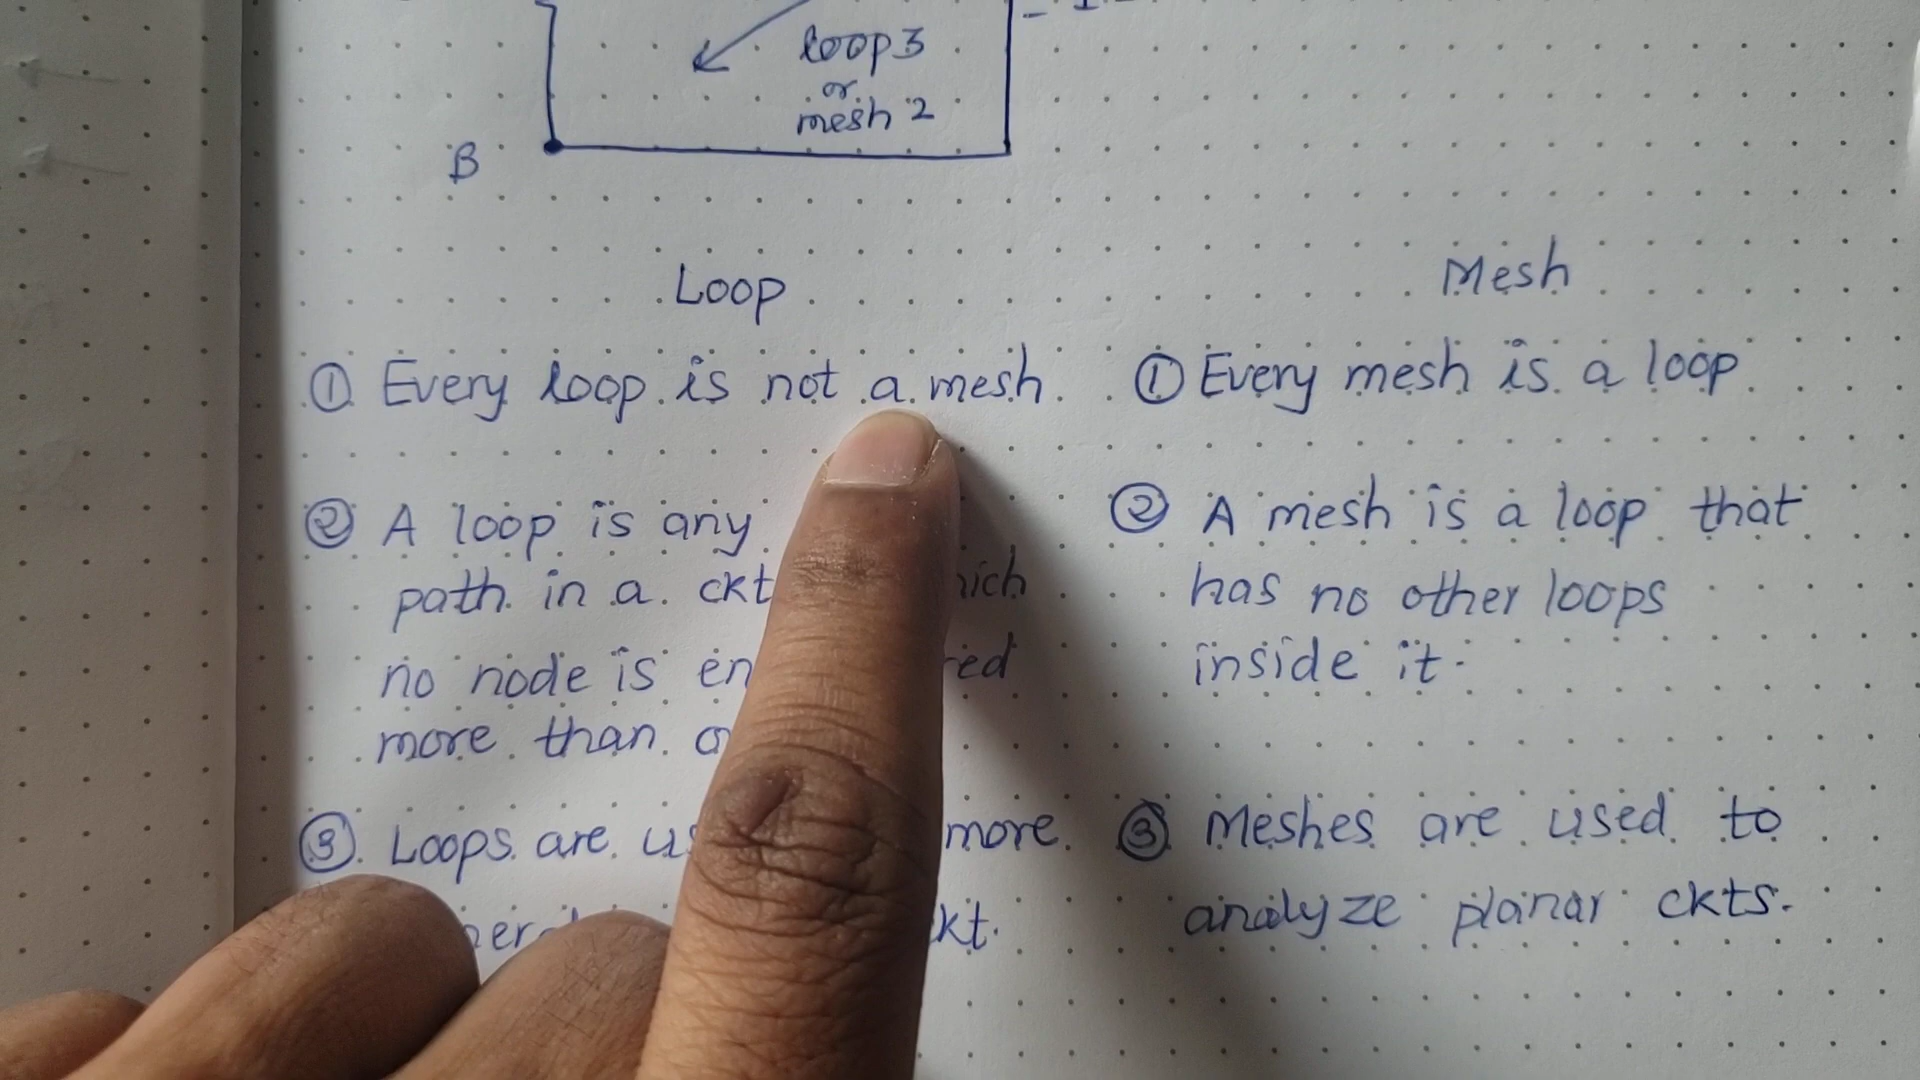 loop3
or
mesh 2
B
Loop
① Every loop is not a mesh.
② A loop is any
path in a ckt
no node is
more than
③ Loops are
more
Mesh
① Every mesh is a loop
② A mesh is a loop that
has no other loops
inside it.
③ Meshes are used to
analyze planar ckts.